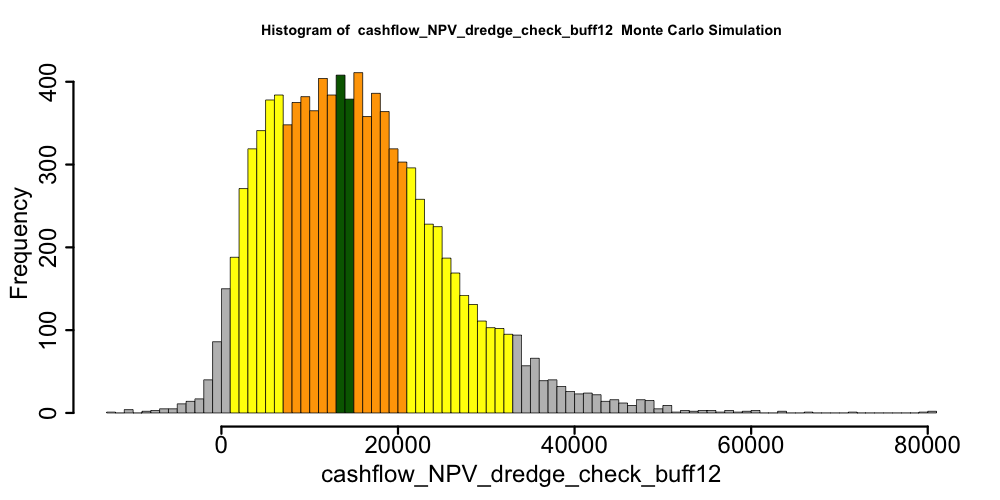 Histogram of  cashflow_NPV_dredge_check_buff12  Monte Carlo Simulation
Frequency
400
300
200
100
0
0 20000 40000 60000 80000
cashflow_NPV_dredge_check_buff12